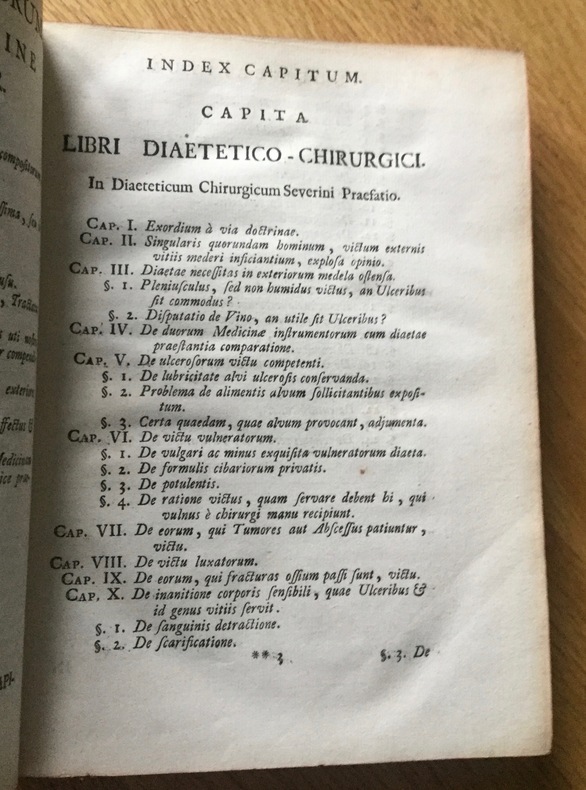 INDEX CAPITUM.
CAPITA
LIBRI DIAETETICO-CHIRURGICI.
In Diaeteticum Chirurgicum Severini Praefatio.
CAP. I. Exordium à via doctrinae.
CAP. II. Singularis quorundam hominum, victum externis
vitiis mederi inficiantium, explosa opinio.
CAP. III. Diaetae necessitas in exteriorum medela ostensa.
§. 1. Pleniusculus, sed non humidus victus, an Ulceribus
sit commodus?
§. 2. Disputatio de Vino, an utile sit Ulceribus?
CAP. IV. De duorum Medicinae instrumentorum cum diaetae
praestantia comparatione.
CAP. V. De ulcerosorum victu competenti.
§. 1. De lubricitate alvi ulcerosis conservanda.
§. 2. Problema de alimentis alvum sollicitantibus exposi-
tum.
§. 3. Certa quaedam, quae alvum provocant, adjumenta.
CAP. VI. De victu vulneratorum.
§. 1. De vulgari ac minus exquisita vulneratorum diaeta.
§. 2. De formulis cibariorum privatis.
§. 3. De potulentis.
§. 4. De ratione victus, quam servare debent hi, qui
vulnus è chirurgi manu recipiunt.
CAP. VII. De eorum, qui Tumores aut Abscessus patiuntur,
victu.
CAP. VIII. De victu luxatorum.
CAP. IX. De eorum, qui fracturas ossium passi sunt, victu.
CAP. X. De inanitione corporis sensibili, quae Ulceribus &
id genus vitiis servit.
§. 1. De sanguinis detractione.
§. 2. De scarificatione.
** 3 §. 3. De